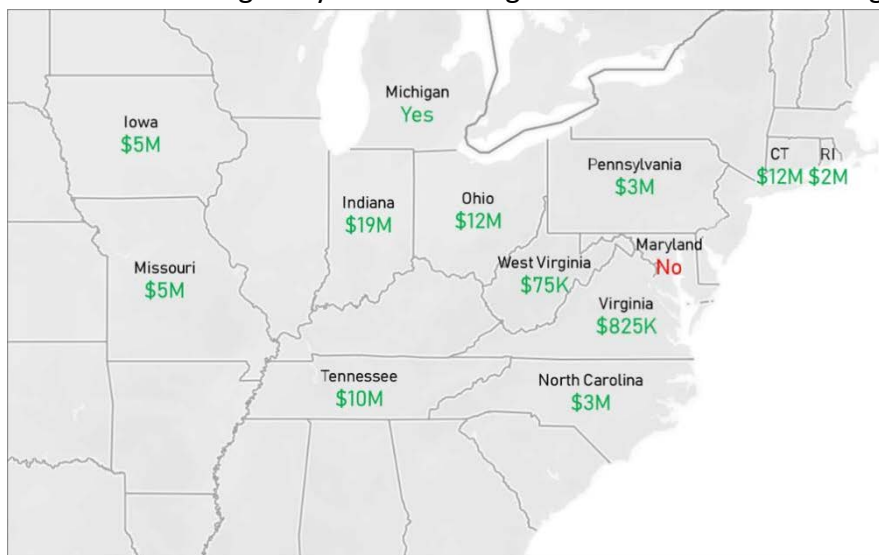 Michigan
Yes
Iowa
$5M
Pennsylvania
$3M
CT RI
$12M $2M
Indiana
$19M
Ohio
$12M
Maryland
No
West Virginia
$75K
Missouri
$5M
Virginia
$825K
Tennessee
$10M
North Carolina
$3M